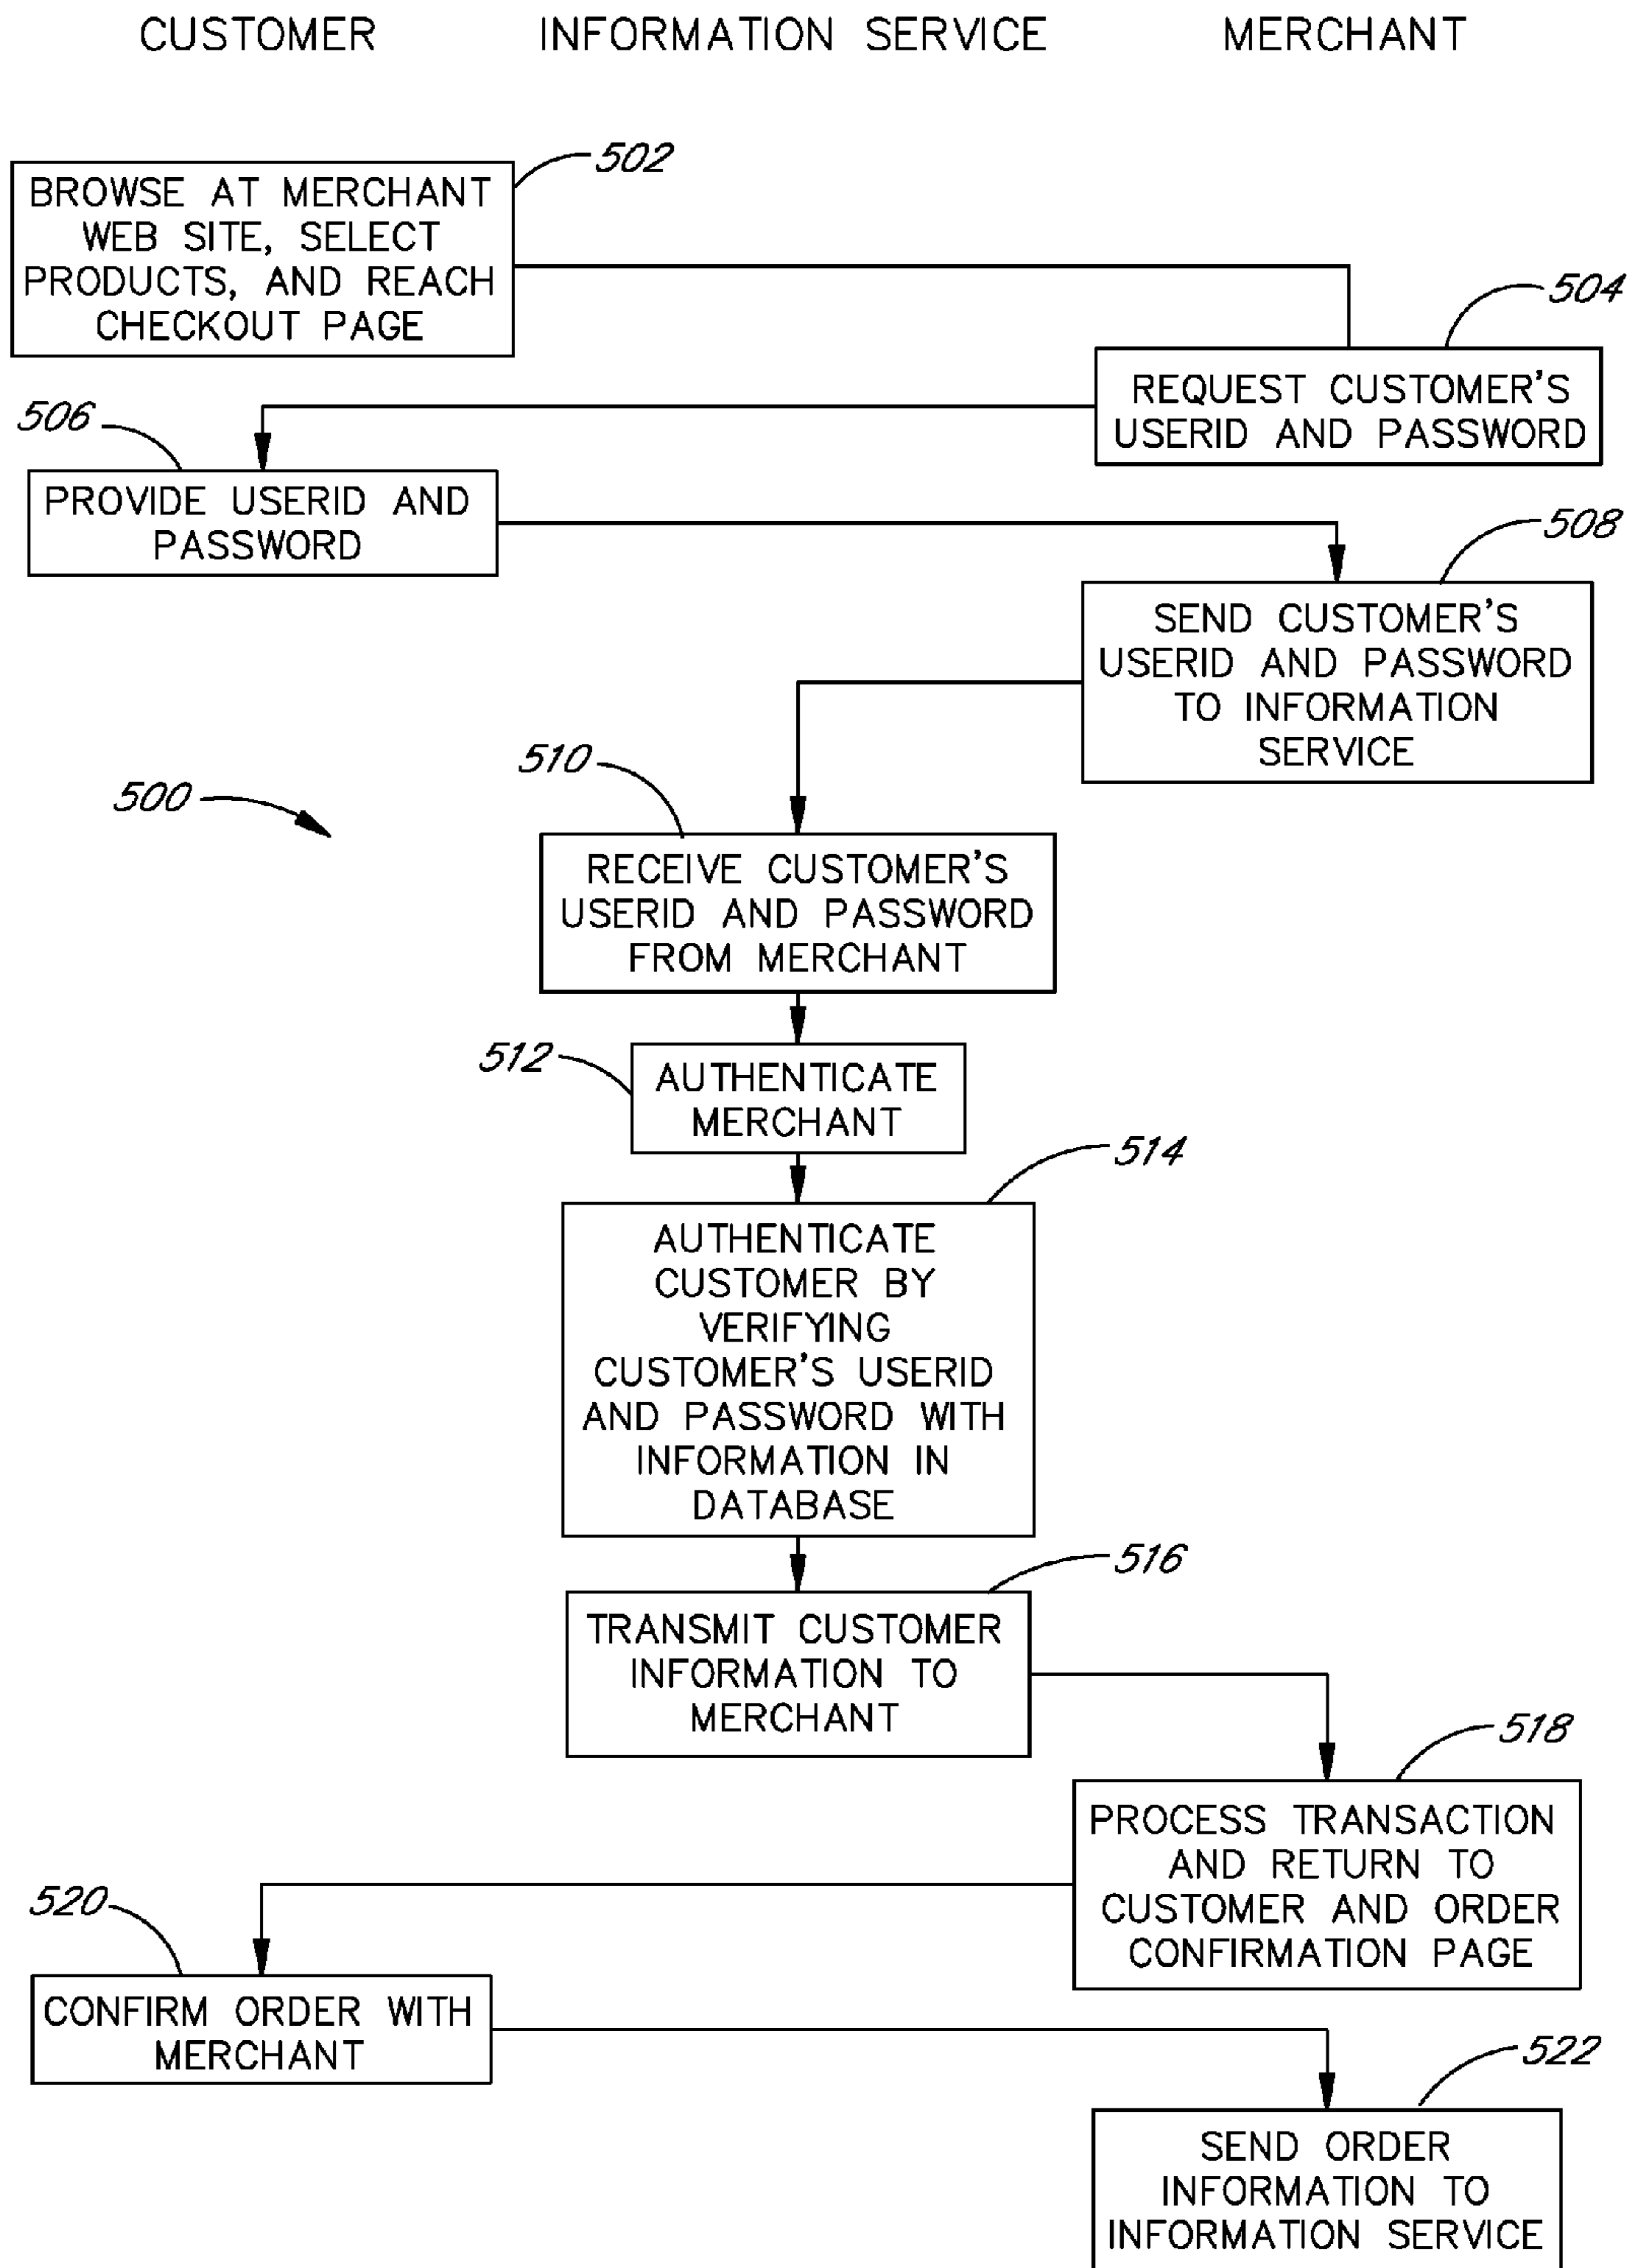 CUSTOMER INFORMATION SERVICE MERCHANT
502
BROWSE AT MERCHANT
WEB SITE, SELECT
PRODUCTS, AND REACH
CHECKOUT PAGE
504
REQUEST CUSTOMER'S
USERID AND PASSWORD
506
PROVIDE USERID AND
PASSWORD
508
SEND CUSTOMER'S
USERID AND PASSWORD
TO INFORMATION
SERVICE
510
500
RECEIVE CUSTOMER'S
USERID AND PASSWORD
FROM MERCHANT
512
AUTHENTICATE
MERCHANT
514
AUTHENTICATE
CUSTOMER BY
VERIFYING
CUSTOMER'S USERID
AND PASSWORD WITH
INFORMATION IN
DATABASE
516
TRANSMIT CUSTOMER
INFORMATION TO
MERCHANT
518
PROCESS TRANSACTION
AND RETURN TO
CUSTOMER AND ORDER
CONFIRMATION PAGE
520
CONFIRM ORDER WITH
MERCHANT
522
SEND ORDER
INFORMATION TO
INFORMATION SERVICE